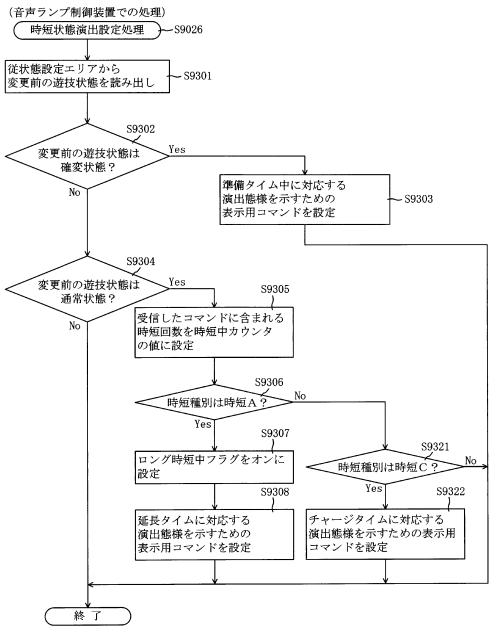 (音声ランプ制御装置での処理)
時短状態演出設定処理
S9026
従状態設定エリアから
変更前の遊技状態を読み出し
S9301
S9302
変更前の遊技状態は
確変状態?
Yes
No
準備タイム中に対応する
演出態様を示すための
表示用コマンドを設定
S9303
S9304
変更前の遊技状態は
通常状態?
Yes
No
S9305
受信したコマンドに含まれる
時短回数を時短中カウンタ
の値に設定
S9306
時短種別は時短A?
No
Yes
S9307
ロング時短中フラグをオンに
設定
S9321
時短種別は時短C?
No
Yes
S9308
延長タイムに対応する
演出態様を示すための
表示用コマンドを設定
S9322
チャージタイムに対応する
演出態様を示すための表示用
コマンドを設定
終了